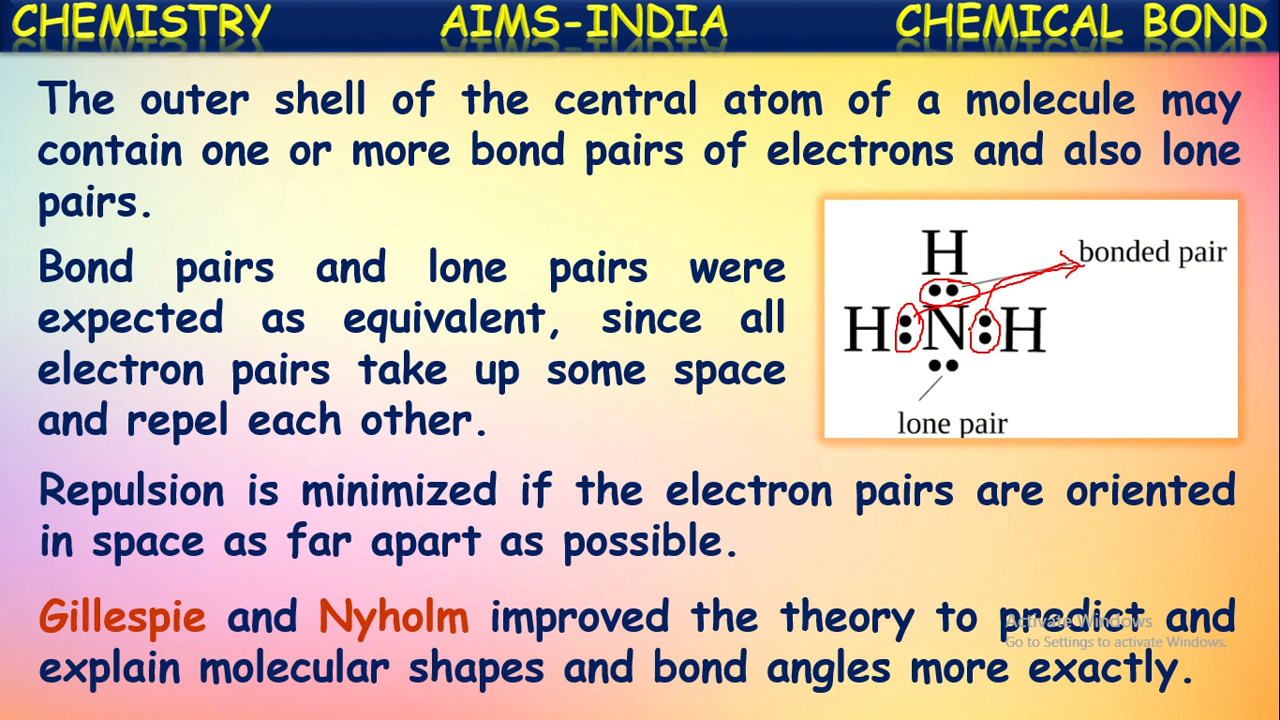 CHEMISTRY AIMS-INDIA CHEMICAL BOND
The outer shell of the central atom of a molecule may
contain one or more bond pairs of electrons and also lone
pairs.
Bond pairs and lone pairs were
expected as equivalent, since all
electron pairs take up some space
and repel each other.
H
bonded pair
H:N:H
lone pair
Repulsion is minimized if the electron pairs are oriented
in space as far apart as possible.
Gillespie and Nyholm improved the theory to predict and
explain molecular shapes and bond angles more exactly.
Activate Windows
Go to Settings to activate Windows.